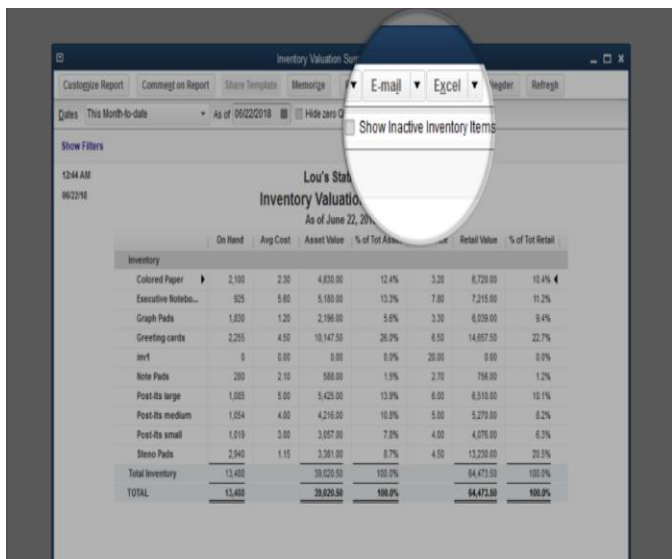 Inventory Valuation Sum
Customize Report Comment on Report Share Template Memorize E-mail Excel Refresh
Dates This Month-to-date As of 06/22/2018 Hide zero Q Show Inactive Inventory Items
Show Filters
12:44 AM Lou's Stat
06/22/18 Inventory Valuatio
As of June 22, 201
On Hand Avg Cost Asset Value % of Tot Asse Retail Value % of Tot Retail
Inventory
Colored Paper 2,100 2.30 4,830.00 12.4% 3.20 6,720.00 10.4%
Executive Notebo... 925 5.60 5,180.00 13.3% 7.80 7,215.00 11.2%
Graph Pads 1,830 1.20 2,196.00 5.6% 3.30 6,039.00 9.4%
Greeting cards 2,255 4.50 10,147.50 26.0% 6.50 14,657.50 22.7%
inv1 0 0.00 0.00 0.0% 20.00 0.00 0.0%
Note Pads 280 2.10 588.00 1.5% 2.70 756.00 1.2%
Post-Its large 1,085 5.00 5,425.00 13.9% 6.00 6,510.00 10.1%
Post-Its medium 1,054 4.00 4,216.00 10.8% 5.00 5,270.00 8.2%
Post-Its small 1,019 3.00 3,057.00 7.8% 4.00 4,076.00 6.3%
Steno Pads 2,940 1.15 3,381.00 8.7% 4.50 13,230.00 20.5%
Total Inventory 13,488 39,020.50 100.0% 64,473.50 100.0%
TOTAL 13,488 39,020.50 100.0% 64,473.50 100.0%